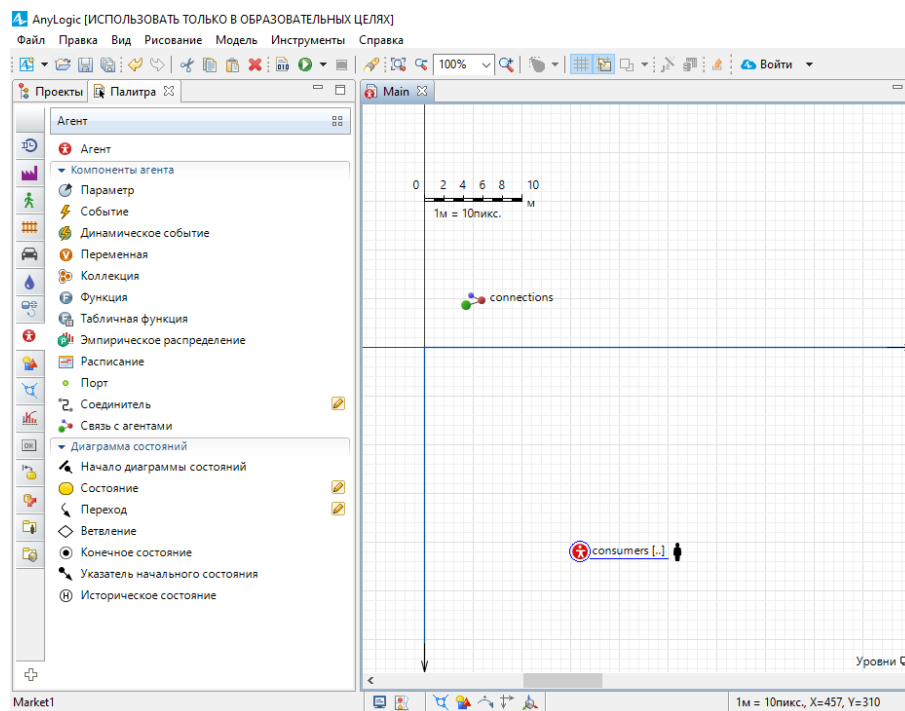 AnyLogic [ИСПОЛЬЗОВАТЬ ТОЛЬКО В ОБРАЗОВАТЕЛЬНЫХ ЦЕЛЯХ]
Файл Правка Вид Рисование Модель Инструменты Справка
100% Войти
Проекты Палитра Main
Агент
Агент
Компоненты агента
Параметр
Событие
Динамическое событие
Переменная
Коллекция
Функция
Табличная функция
Эмпирическое распределение
Расписание
Порт
Соединитель
Связь с агентами
Диаграмма состояний
Начало диаграммы состояний
Состояние
Переход
Ветвление
Конечное состояние
Указатель начального состояния
Историческое состояние
0 2 4 6 8 10
м
1м = 10пикс.
connections
consumers [..]
Уровни
Market1
1м = 10пикс., X=457, Y=310